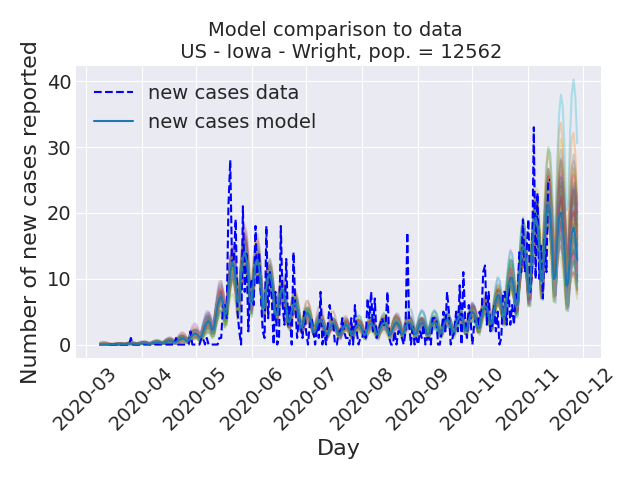 Model comparison to data
US - Iowa - Wright, pop. = 12562
Number of new cases reported
40
30
20
10
0
new cases data
new cases model
2020-03
2020-04
2020-05
2020-06
2020-07
2020-08
2020-09
2020-10
2020-11
2020-12
Day